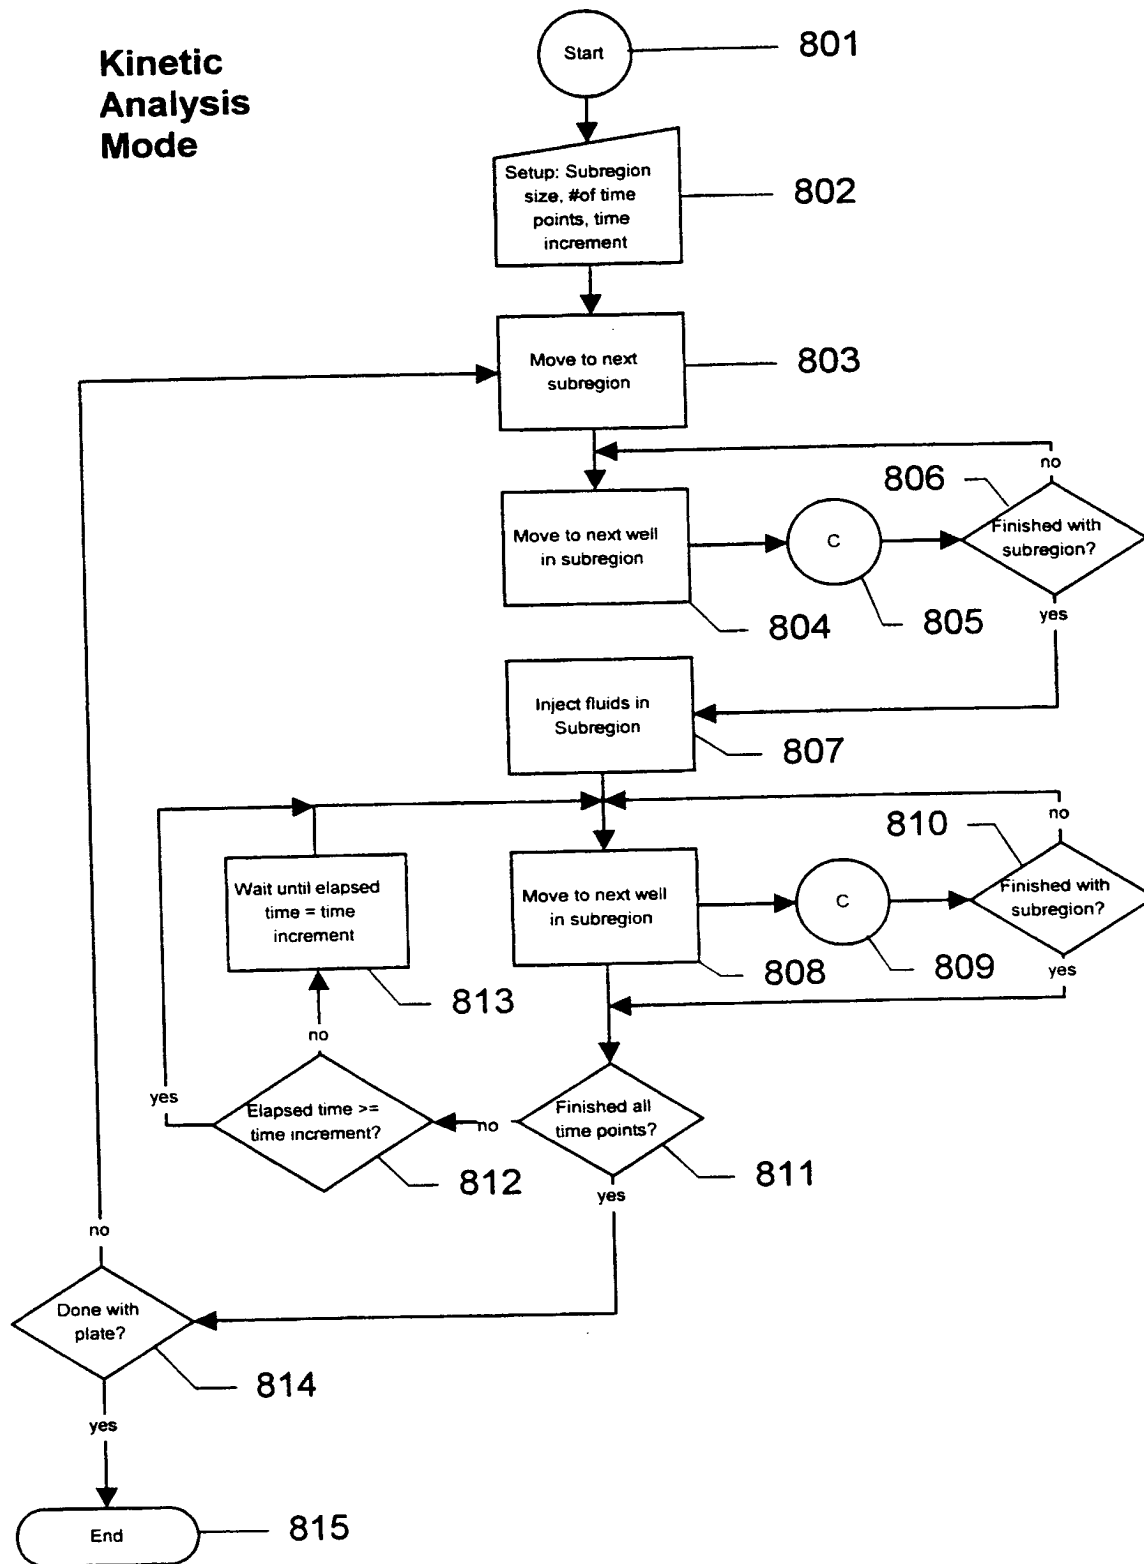 Kinetic
Analysis
Mode
Start
801
Setup: Subregion
size, #of time
points, time
increment
802
Move to next
subregion
803
no
806
Move to next well
in subregion
C
Finished with
subregion?
804
805
yes
Inject fluids in
Subregion
807
no
810
Wait until elapsed
time = time
increment
Move to next well
in subregion
C
Finished with
subregion?
808
809
yes
813
no
yes
Elapsed time >=
time increment?
no
Finished all
time points?
812
811
yes
no
Done with
plate?
814
yes
End
815